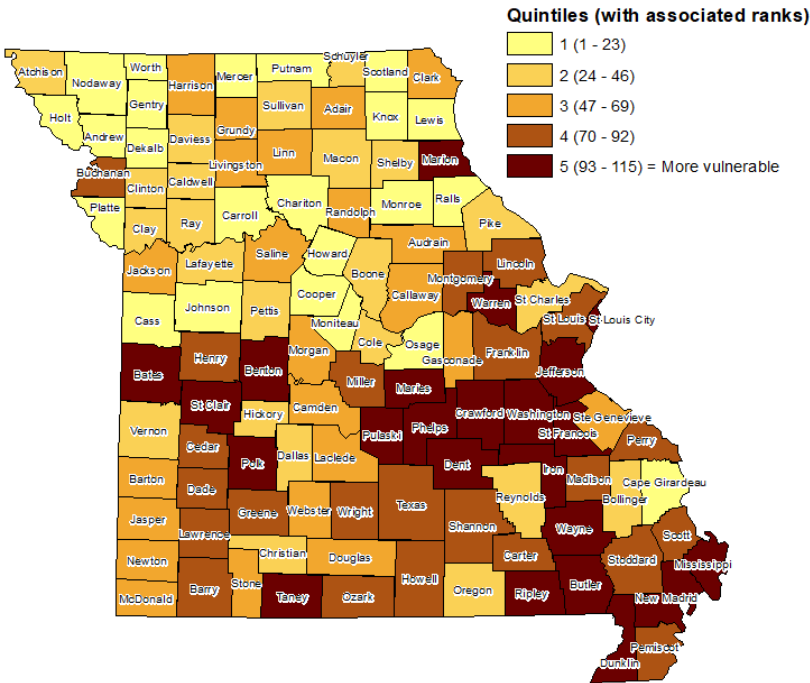 Quintiles (with associated ranks)
1 (1 - 23)
2 (24 - 46)
3 (47 - 69)
4 (70 - 92)
5 (93 - 115) = More vulnerable
Atchison
Nodaway
Worth
Harrison
Mercer
Putnam
Schuyler
Scotland
Clark
Holt
Gentry
Andrew
Dekalb
Daviess
Grundy
Sullivan
Adair
Knox
Lewis
Buchanan
Clinton
Caldwell
Livingston
Linn
Macon
Shelby
Marion
Platte
Clay
Ray
Carroll
Chariton
Randolph
Monroe
Ralls
Pike
Jackson
Lafayette
Saline
Howard
Boone
Audrain
Callaway
Montgomery
Lincoln
Warren
St Charles
St Louis
St Louis City
Cass
Johnson
Pettis
Cooper
Moniteau
Cole
Osage
Gasconade
Franklin
Jefferson
Bates
Henry
Benton
Morgan
Miller
Maries
St Clair
Hickory
Camden
Pulaski
Phelps
Crawford
Washington
Ste Genevieve
St Francois
Perry
Vernon
Cedar
Polk
Dallas
Laclede
Dent
Iron
Madison
Cape Girardeau
Bollinger
Barton
Dade
Greene
Webster
Wright
Texas
Shannon
Reynolds
Wayne
Jasper
Lawrence
Christian
Douglas
Carter
Stoddard
Scott
Mississippi
Newton
McDonald
Barry
Stone
Taney
Ozark
Howell
Oregon
Ripley
Butler
New Madrid
Dunklin
Pemiscot